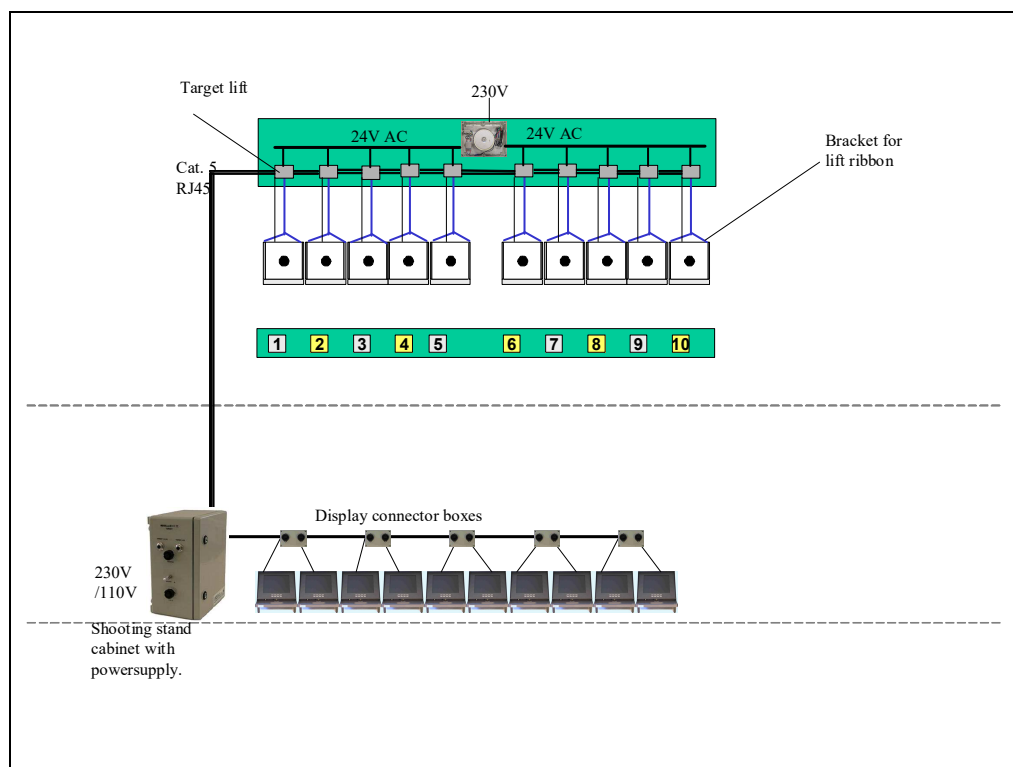 Target lift
230V
24V AC
24V AC
Bracket for
lift ribbon
Cat. 5
RJ45
1 2 3 4 5 6 7 8 9 10
Display connector boxes
230V
/110V
Shooting stand
cabinet with
powersupply.